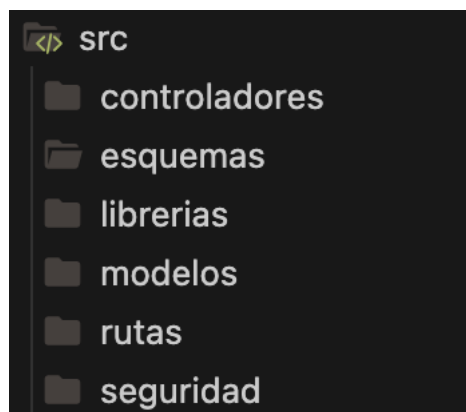 src
controladores
esquemas
librerias
modelos
rutas
seguridad